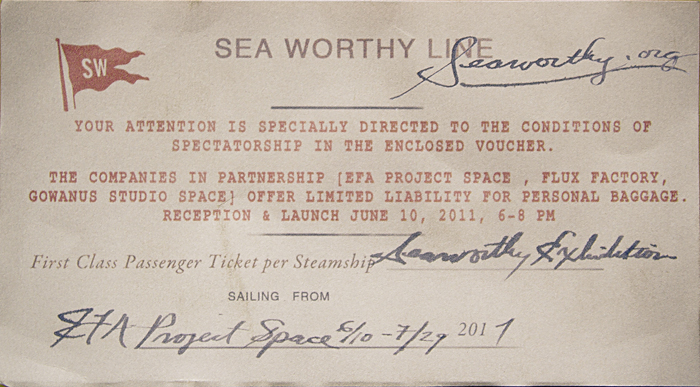 SW
SEA WORTHY LINE
Seaworthy.org
YOUR ATTENTION IS SPECIALLY DIRECTED TO THE CONDITIONS OF
SPECTATORSHIP IN THE ENCLOSED VOUCHER.
THE COMPANIES IN PARTNERSHIP [EFA PROJECT SPACE , FLUX FACTORY,
GOWANUS STUDIO SPACE] OFFER LIMITED LIABILITY FOR PERSONAL BAGGAGE.
RECEPTION & LAUNCH JUNE 10, 2011, 6-8 PM
First Class Passenger Ticket per Steamship Seaworthy Exhibition
SAILING FROM
EFA Project Space 6/10 - 7/29 2011